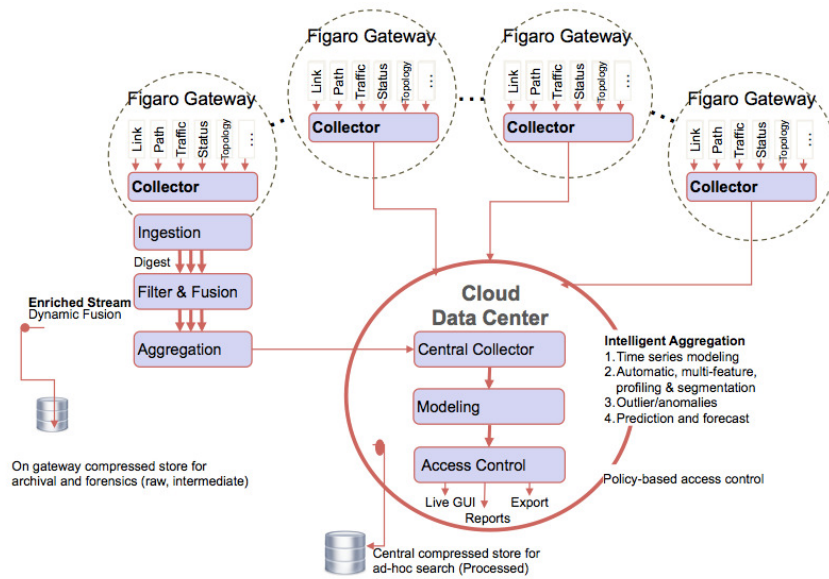 Figaro Gateway
Link
Path
Traffic
Status
Topology
...
Collector
Figaro Gateway
Link
Path
Traffic
Status
Topology
...
Collector
Figaro Gateway
Link
Path
Traffic
Status
Topology
...
Collector
Figaro Gateway
Link
Path
Traffic
Status
Topology
...
Collector
Ingestion
Digest
Filter & Fusion
Enriched Stream
Dynamic Fusion
Aggregation
On gateway compressed store for
archival and forensics (raw, intermediate)
Cloud
Data Center
Central Collector
Modeling
Access Control
Live GUI
Reports
Export
Intelligent Aggregation
1.Time series modeling
2.Automatic, multi-feature,
profiling & segmentation
3.Outlier/anomalies
4.Prediction and forecast
Policy-based access control
Central compressed store for
ad-hoc search (Processed)